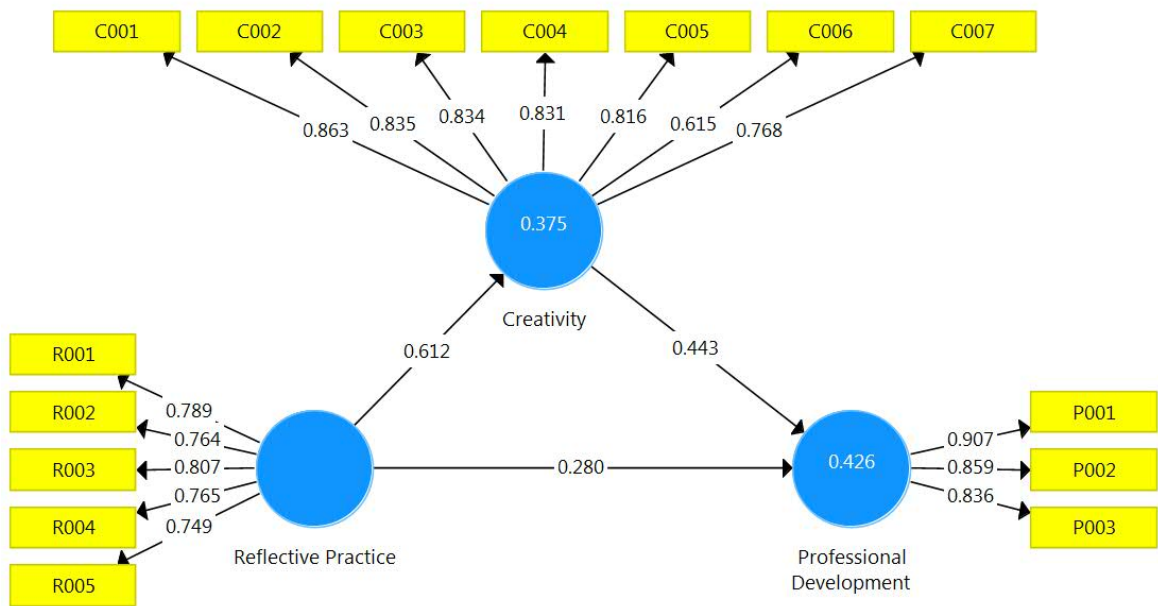 C001
C002
C003
C004
C005
C006
C007
0.863
0.835
0.834
0.831
0.816
0.615
0.768
0.375
Creativity
0.612
0.443
R001
R002
R003
R004
R005
0.789
0.764
0.807
0.765
0.749
Reflective Practice
0.280
0.426
Professional
Development
0.907
0.859
0.836
P001
P002
P003